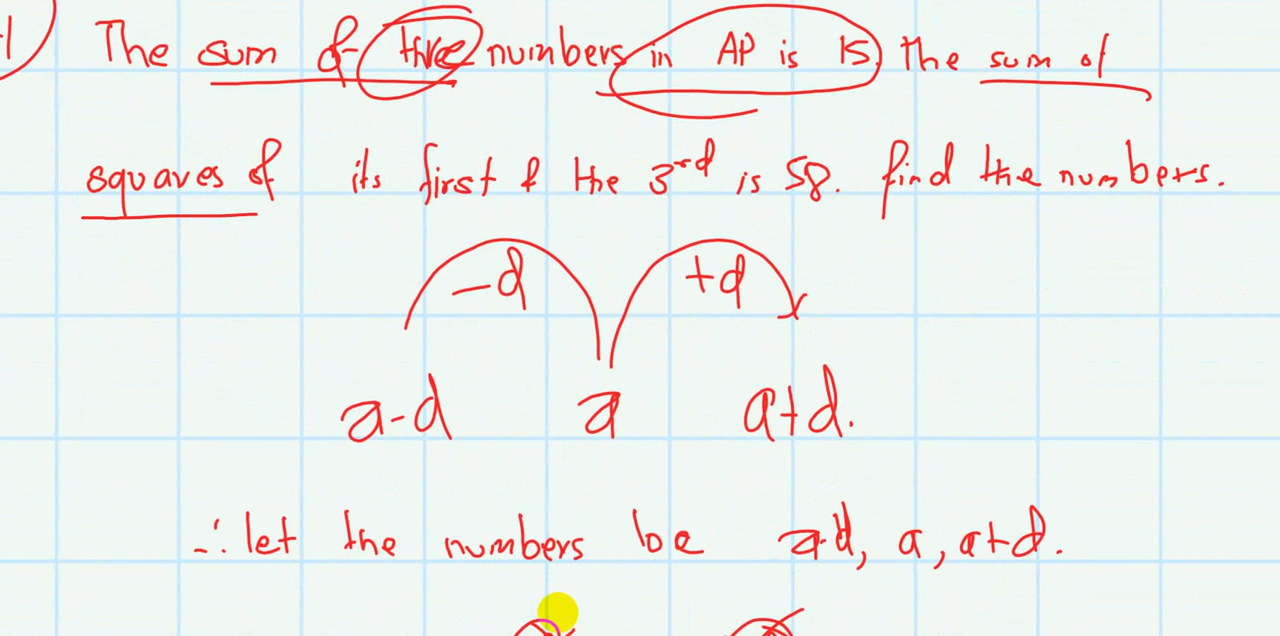 1) The sum of three numbers in AP is 15. The sum of
squares of its first & the 3rd is 58. find the numbers.
-d +d
a-d a a+d.
∴ let the numbers be a-d, a, a+d.